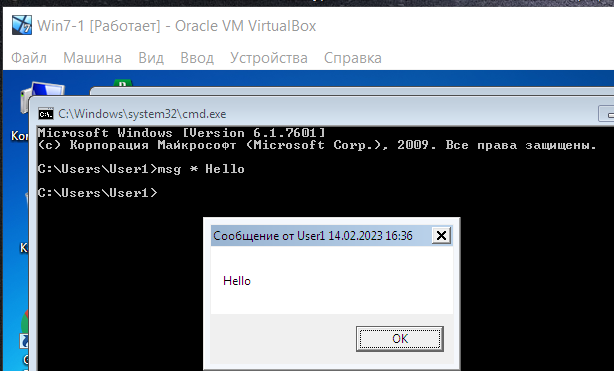 Win7-1 [Работает] - Oracle VM VirtualBox
Файл Машина Вид Ввод Устройства Справка
C:\Windows\system32\cmd.exe
Microsoft Windows [Version 6.1.7601]
(c) Корпорация Майкрософт (Microsoft Corp.), 2009. Все права защищены.
C:\Users\User1>msg * Hello
C:\Users\User1>
Сообщение от User1 14.02.2023 16:36
Hello
OK